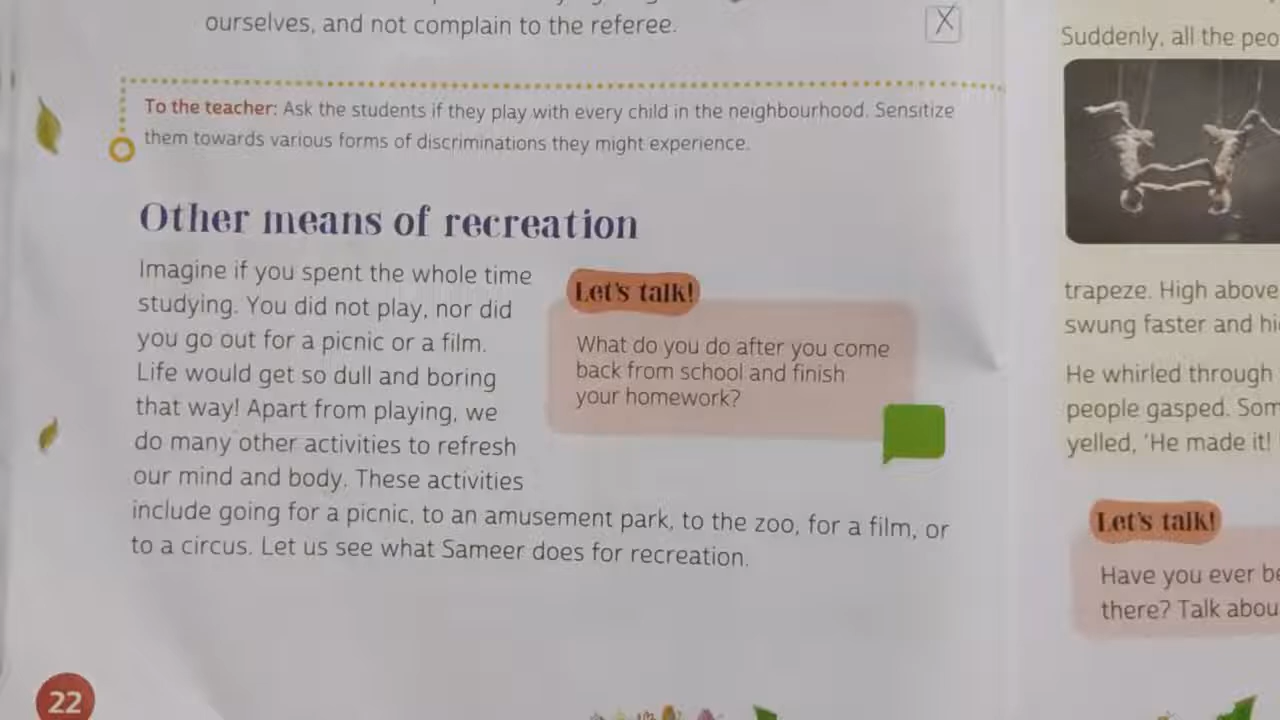 ourselves, and not complain to the referee.
X
To the teacher: Ask the students if they play with every child in the neighbourhood. Sensitize
them towards various forms of discriminations they might experience.
Other means of recreation
Imagine if you spent the whole time
studying. You did not play, nor did
you go out for a picnic or a film.
Life would get so dull and boring
that way! Apart from playing, we
do many other activities to refresh
our mind and body. These activities
include going for a picnic, to an amusement park, to the zoo, for a film, or
to a circus. Let us see what Sameer does for recreation.
Let's talk!
What do you do after you come
back from school and finish
your homework?
22
Suddenly, all the
trapeze. High above
swung faster and
He whirled through
people gasped.
yelled, 'He made it!
Let's talk!
Have you ever
there? Talk